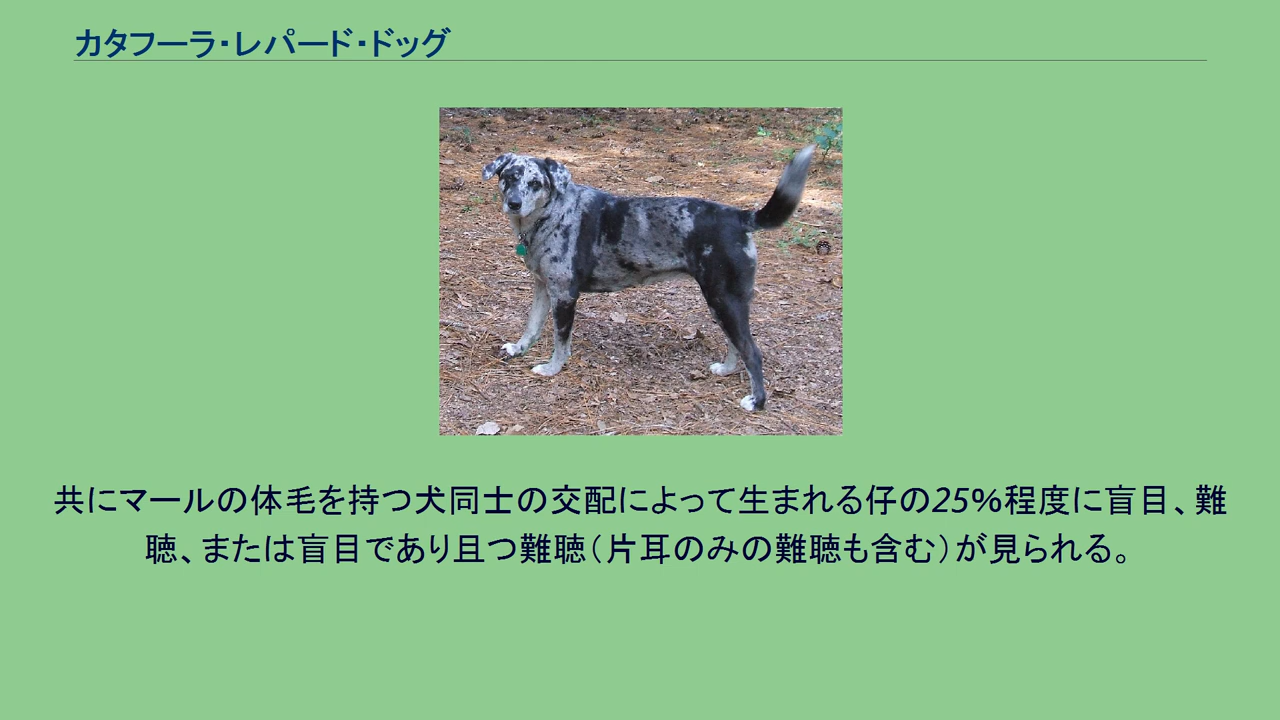 カタフーラ・レパード・ドッグ
共にマールの体毛を持つ犬同士の交配によって生まれる仔の25%程度に盲目、難
聴、または盲目であり且つ難聴（片耳のみの難聴も含む）が見られる。